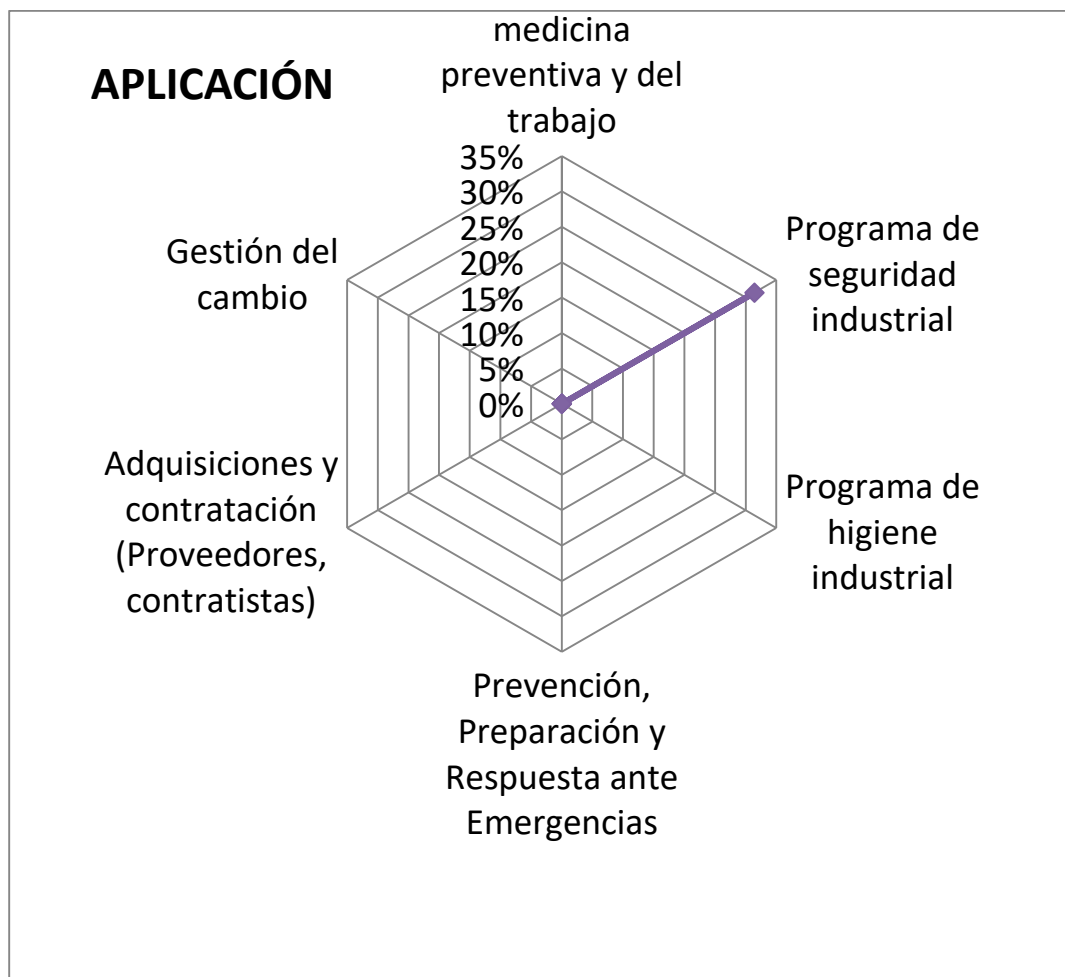 medicina
preventiva y del
trabajo
APLICACIÓN
35%
30%
25%
20%
15%
10%
5%
0%
Programa de
seguridad
industrial
Programa de
higiene
industrial
Prevención,
Preparación y
Respuesta ante
Emergencias
Adquisiciones y
contratación
(Proveedores,
contratistas)
Gestión del
cambio